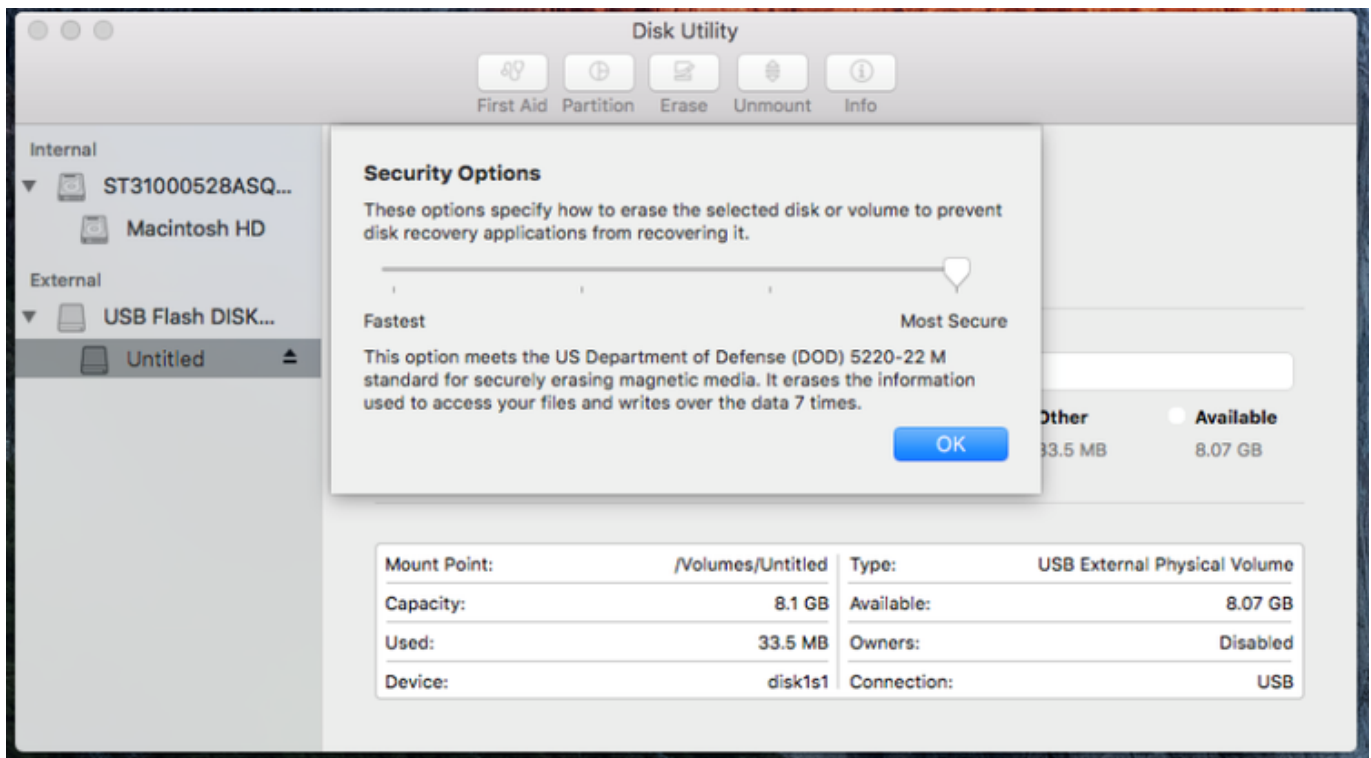 Disk Utility
First Aid Partition Erase Unmount Info
Internal
ST31000528ASQ...
Macintosh HD
External
USB Flash DISK...
Untitled
Security Options
These options specify how to erase the selected disk or volume to prevent
disk recovery applications from recovering it.
Fastest Most Secure
This option meets the US Department of Defense (DOD) 5220-22 M
standard for securely erasing magnetic media. It erases the information
used to access your files and writes over the data 7 times.
OK
Other Available
33.5 MB 8.07 GB
Mount Point: /Volumes/Untitled Type: USB External Physical Volume
Capacity: 8.1 GB Available: 8.07 GB
Used: 33.5 MB Owners: Disabled
Device: disk1s1 Connection: USB